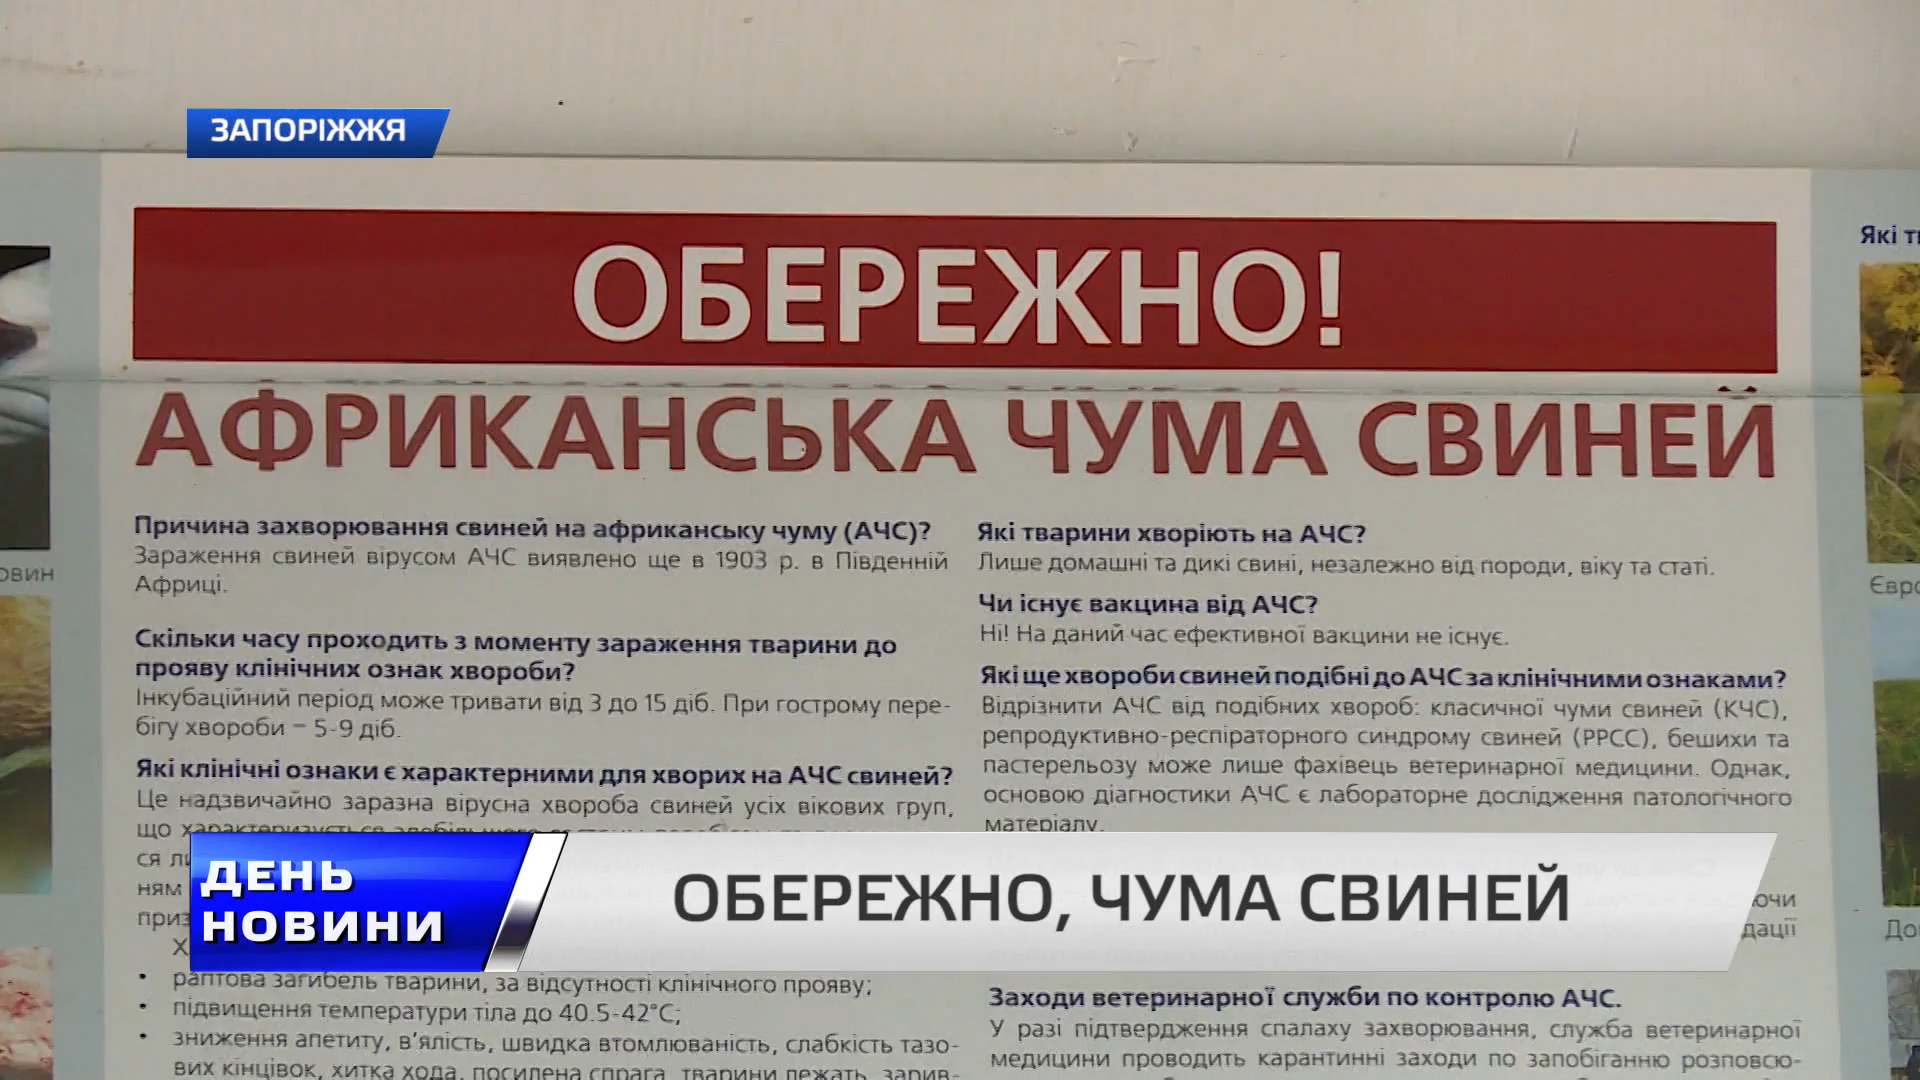 ЗАПОРІЖЖЯ
ОБЕРЕЖНО!
АФРИКАНСЬКА ЧУМА СВИНЕЙ
Причина захворювання свиней на африканську чуму (АЧС)?
Зараження свиней вірусом АЧС виявлено ще в 1903 р. в Південній
Африці.
Скільки часу проходить з моменту зараження тварини до
прояву клінічних ознак хвороби?
Інкубаційний період може тривати від 3 до 15 діб. При гострому пере-
бігу хвороби – 5-9 діб.
Які клінічні ознаки є характерними для хворих на АЧС свиней?
Це надзвичайно заразна вірусна хвороба свиней усіх вікових груп,
що характеризується
ся
ням
раптова загибель тварини, за відсутності клінічного прояву;
• підвищення температури тіла до 40.5-42°С;
• зниження апетиту, в'ялість, швидка втомлюваність, слабкість тазо-
вих кінцівок, хитка хода, посилена спрага, тварини лежать, зарив-
Які тварини хворіють на АЧС?
Лише домашні та дикі свині, незалежно від породи, віку та статі.
Чи існує вакцина від АЧС?
Ні! На даний час ефективної вакцини не існує.
Які ще хвороби свиней подібні до АЧС за клінічними ознаками?
Відрізнити АЧС від подібних хвороб: класичної чуми свиней (КЧС),
репродуктивно-респіраторного синдрому свиней (РРСС), бешихи та
пастерельозу може лише фахівець ветеринарної медицини. Однак,
основою діагностики АЧС є лабораторне дослідження патологічного
матеріалу.
Заходи ветеринарної служби по контролю АЧС.
У разі підтвердження спалаху захворювання, служба ветеринарної
медицини проводить карантинні заходи по запобіганню розповсю-
Які
ДЕНЬ
НОВИНИ
ОБЕРЕЖНО, ЧУМА СВИНЕЙ